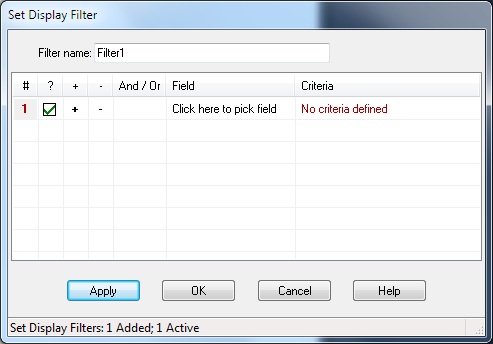 Set Display Filter
Filter name: Filter1
# ? + - And / Or Field Criteria
1 + - Click here to pick field No criteria defined
Apply OK Cancel Help
Set Display Filters: 1 Added; 1 Active